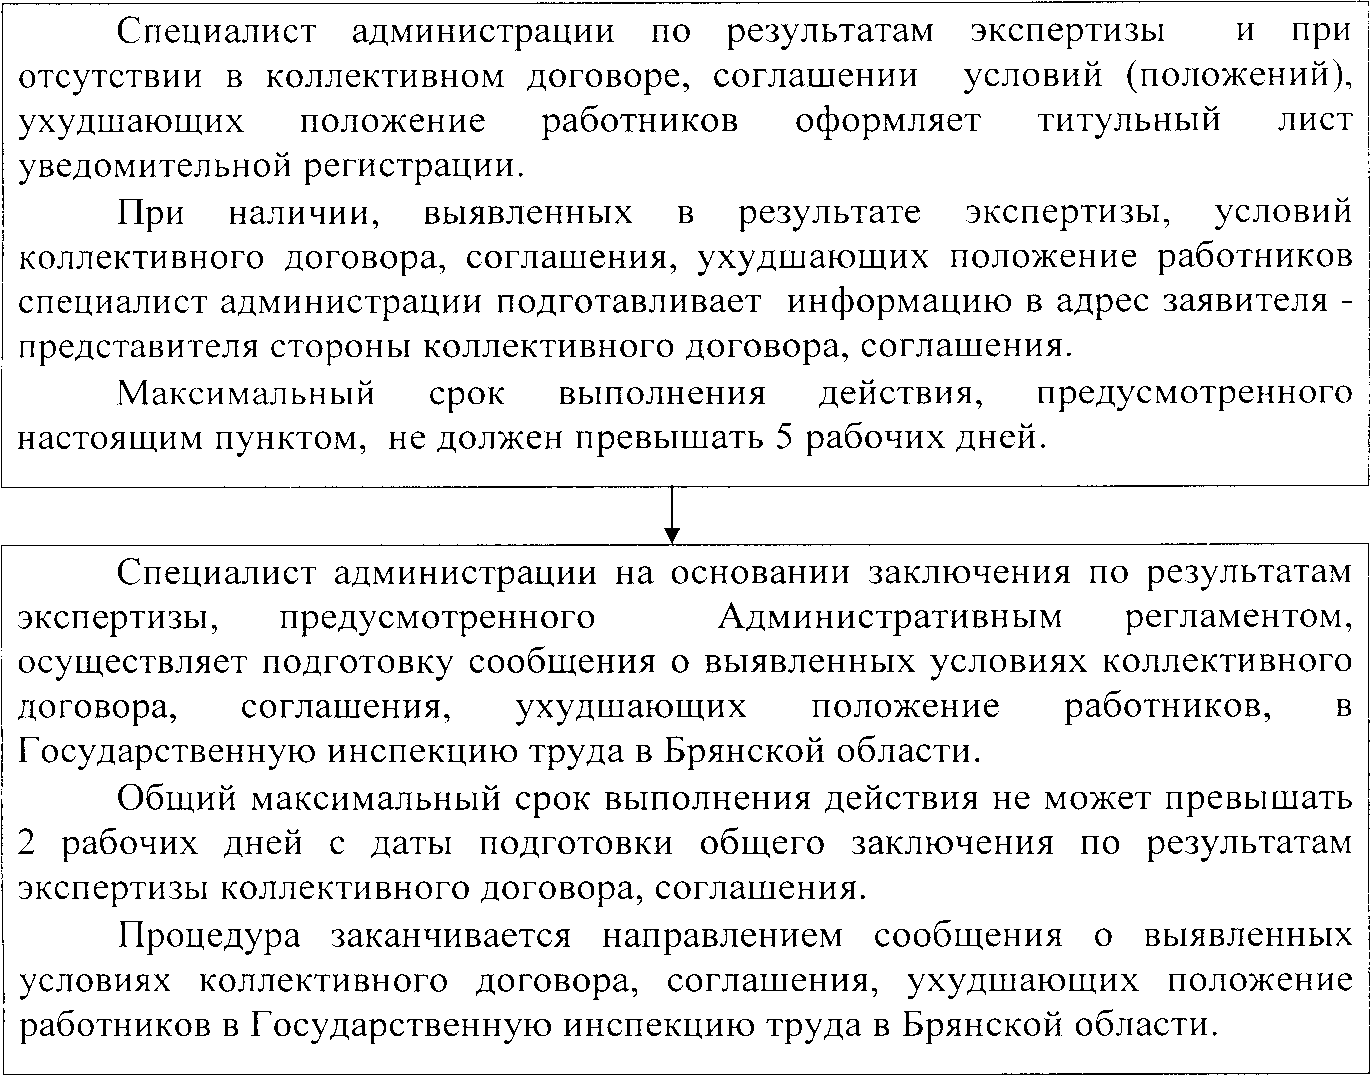 Специалист администрации по результатам экспертизы и при
отсутствии в коллективном договоре, соглашении условий (положений),
ухудшающих положение работников оформляет титульный лист
уведомительной регистрации.
При наличии, выявленных в результате экспертизы, условий
коллективного договора, соглашения, ухудшающих положение работников
специалист администрации подготавливает информацию в адрес заявителя -
представителя стороны коллективного договора, соглашения.
Максимальный срок выполнения действия, предусмотренного
настоящим пунктом, не должен превышать 5 рабочих дней.
Специалист администрации на основании заключения по результатам
экспертизы, предусмотренного Административным регламентом,
осуществляет подготовку сообщения о выявленных условиях коллективного
договора, соглашения, ухудшающих положение работников, в
Государственную инспекцию труда в Брянской области.
Общий максимальный срок выполнения действия не может превышать
2 рабочих дней с даты подготовки общего заключения по результатам
экспертизы коллективного договора, соглашения.
Процедура заканчивается направлением сообщения о выявленных
условиях коллективного договора, соглашения, ухудшающих положение
работников в Государственную инспекцию труда в Брянской области.